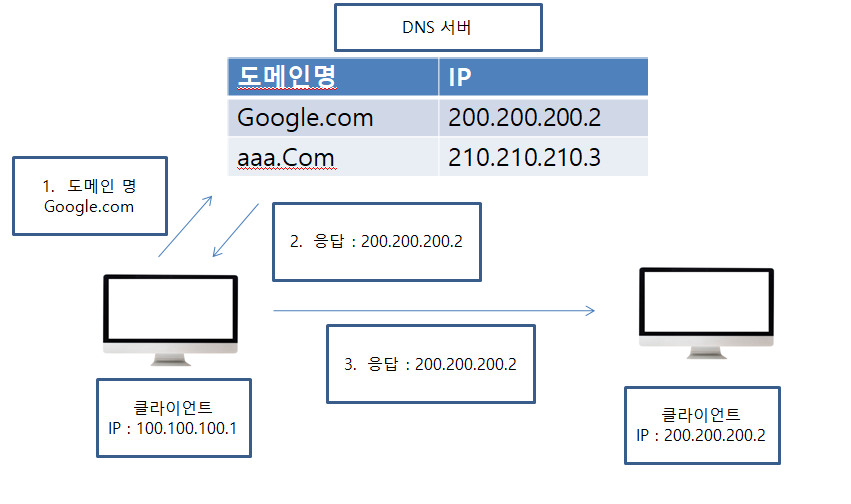 DNS 서버
도메인명 IP
Google.com 200.200.200.2
aaa.Com 210.210.210.3
1. 도메인 명
Google.com
2. 응답 : 200.200.200.2
3. 응답 : 200.200.200.2
클라이언트
IP : 100.100.100.1
클라이언트
IP : 200.200.200.2